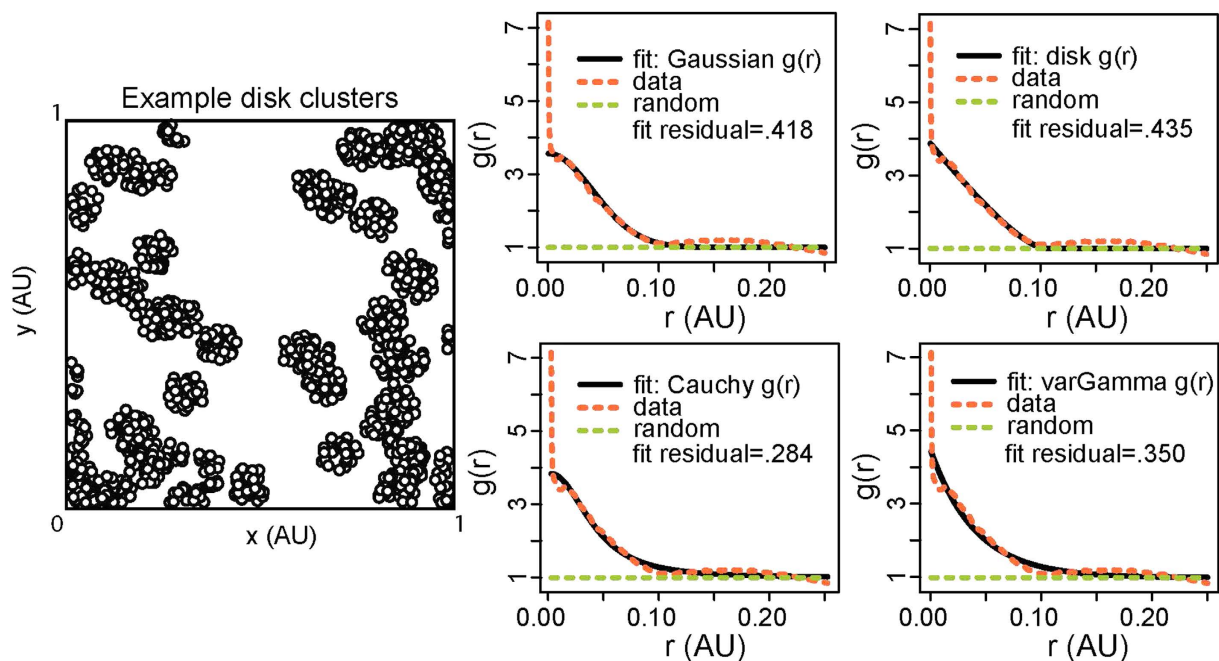 Example disk clusters
1
y (AU)
0
1
x (AU)
7
5
3
1
g(r)
fit: Gaussian g(r)
data
random
fit residual=.418
0.00
0.10
0.20
r (AU)
7
5
3
1
g(r)
fit: disk g(r)
data
random
fit residual=.435
0.00
0.10
0.20
r (AU)
7
5
3
1
g(r)
fit: Cauchy g(r)
data
random
fit residual=.284
0.00
0.10
0.20
r (AU)
7
5
3
1
g(r)
fit: varGamma g(r)
data
random
fit residual=.350
0.00
0.10
0.20
r (AU)